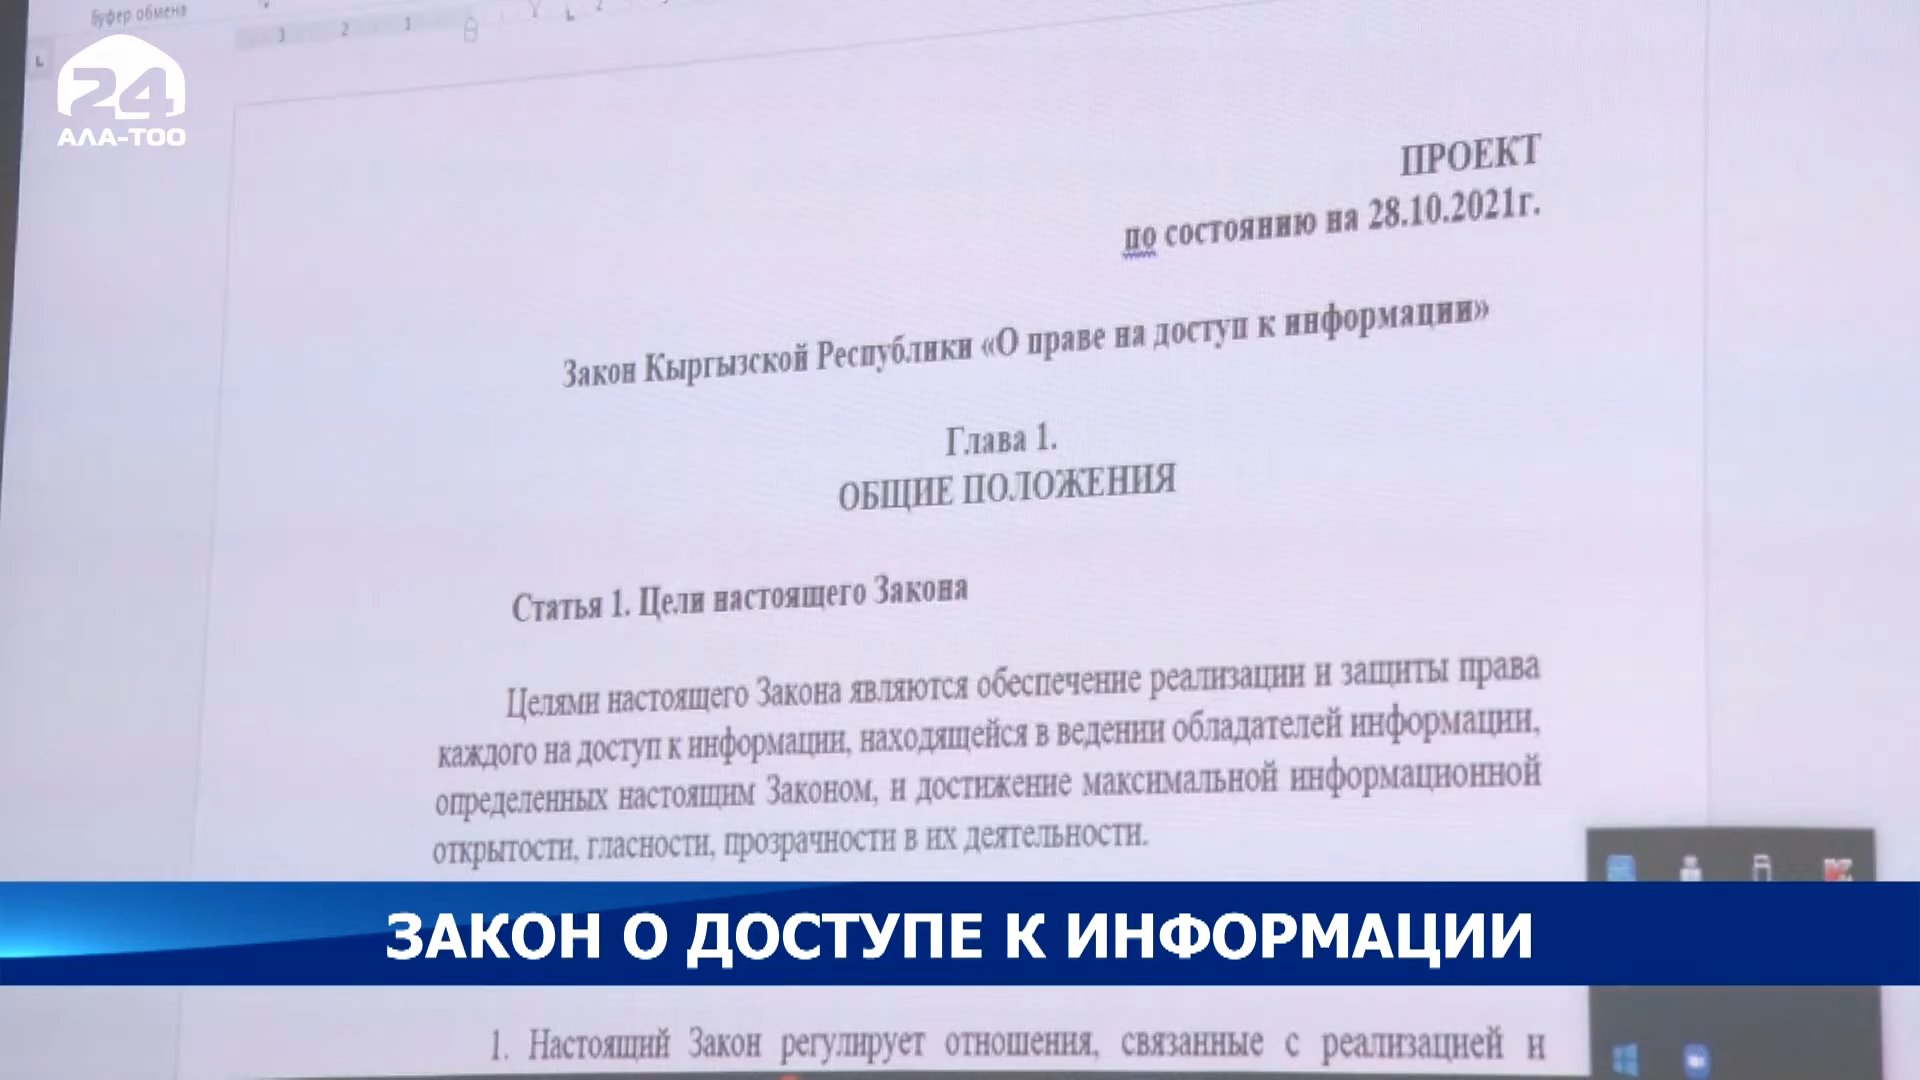 Буфер обмена
3 2 1
24
АЛА-ТОО
ПРОЕКТ
по состоянию на 28.10.2021г.
Закон Кыргызской Республики «О праве на доступ к информации»
Глава 1.
ОБЩИЕ ПОЛОЖЕНИЯ
Статья 1. Цели настоящего Закона
Целями настоящего Закона являются обеспечение реализации и защиты права
каждого на доступ к информации, находящейся в ведении обладателей информации,
определенных настоящим Законом, и достижение максимальной информационной
открытости, гласности, прозрачности в их деятельности.
ЗАКОН О ДОСТУПЕ К ИНФОРМАЦИИ
1. Настоящий Закон регулирует отношения, связанные с реализацией и